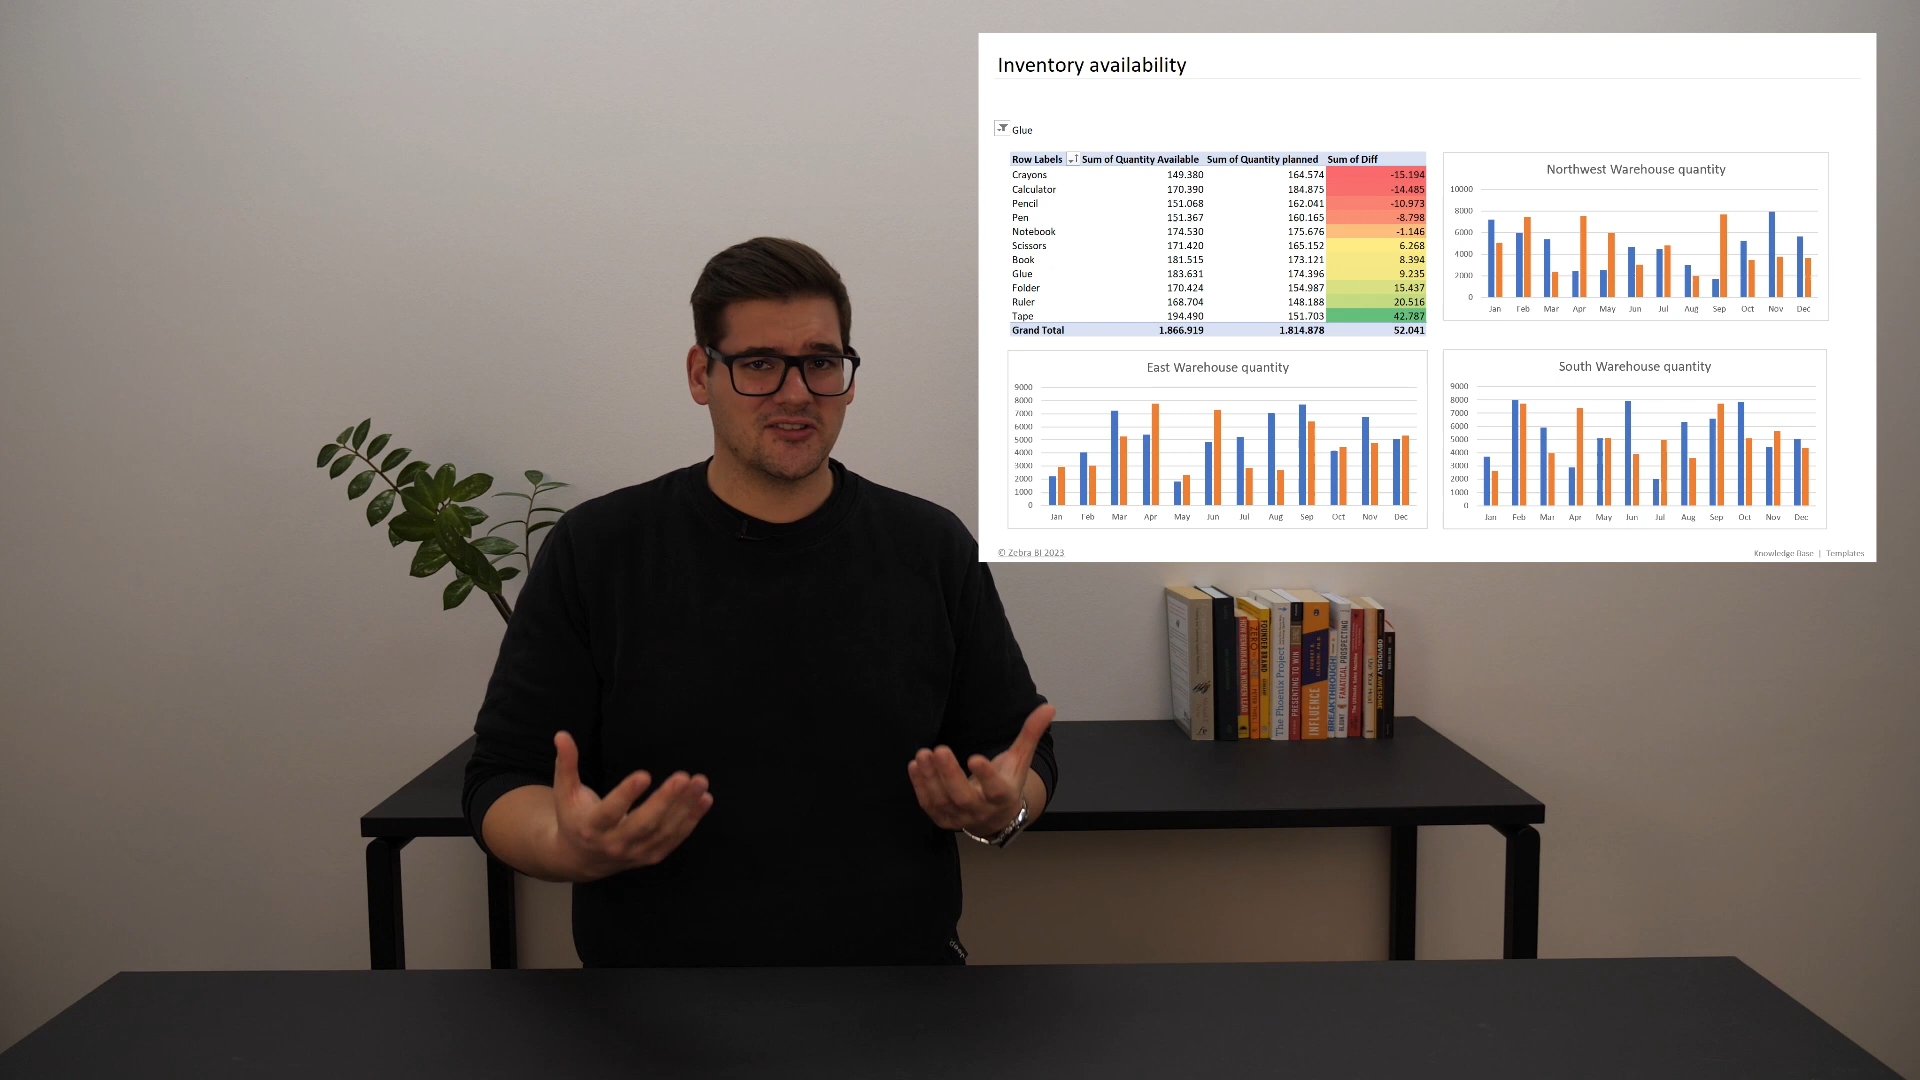 Inventory availability
Glue
Row Labels Sum of Quantity Available Sum of Quantity planned Sum of Diff
Crayons 149.380 164.574 -15.194
Calculator 170.390 184.875 -14.485
Pencil 151.068 162.041 -10.973
Pen 151.367 160.165 -8.798
Notebook 174.530 175.676 -1.146
Scissors 171.420 165.152 6.268
Book 181.515 173.121 8.394
Glue 183.631 174.396 9.235
Folder 170.424 154.987 15.437
Ruler 168.704 148.188 20.516
Tape 194.490 151.703 42.787
Grand Total 1.866.919 1.814.878 52.041
Northwest Warehouse quantity
10000
8000
6000
4000
2000
0
Jan Feb Mar Apr May Jun Jul Aug Sep Oct Nov Dec
East Warehouse quantity
9000
8000
7000
6000
5000
4000
3000
2000
1000
0
Jan Feb Mar Apr May Jun Jul Aug Sep Oct Nov Dec
South Warehouse quantity
9000
8000
7000
6000
5000
4000
3000
2000
1000
0
Jan Feb Mar Apr May Jun Jul Aug Sep Oct Nov Dec
© Zebra BI 2023
Knowledge Base | Templates
FOUNDER BRAND
The Phoenix Project
PRESENTING TO WIN
INFLUENCE
BREAKTHROUGH
FANATICAL PROSPECTING
OBVIOUSLY AWESOME